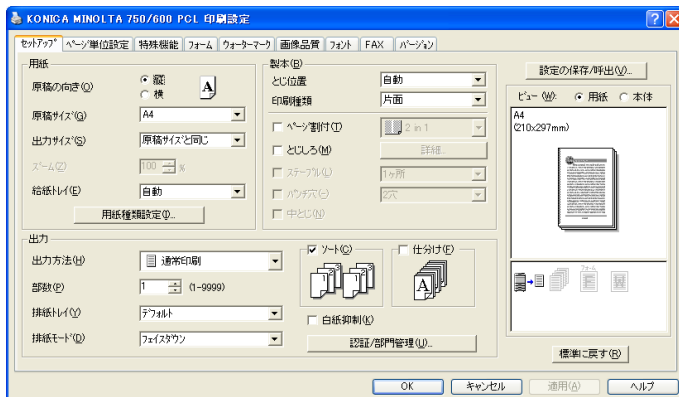 KONICA MINOLTA 750/600 PCL 印刷設定
セットアップ ページ単位設定 特殊機能 フォーム ウォーターマーク 画像品質 フォント FAX バージョン
用紙
原稿の向き(O)
縦
横
A
原稿サイズ(G) A4
出力サイズ(S) 原稿サイズと同じ
ズーム(Z) 100 %
給紙トレイ(E) 自動
用紙種類設定(I)...
製本(B)
とじ位置 自動
印刷種類 片面
ページ割付(T) 2 in 1
とじしろ(M) 詳細...
ステープル(L) 1ヶ所
パンチ穴(-) 2穴
中とじ(N)
設定の保存/呼出(V)...
ビュー(W): 用紙 本体
A4
(210x297mm)
出力
出力方法(H) 通常印刷
部数(P) 1 (1-9999)
排紙トレイ(Y) デフォルト
排紙モード(D) フェイスダウン
ソート(C)
1 2 3 1 2 3
仕分け(F)
A
白紙抑制(K)
認証/部門管理(U)...
フォーム
標準に戻す(R)
OK キャンセル 適用(A) ヘルプ